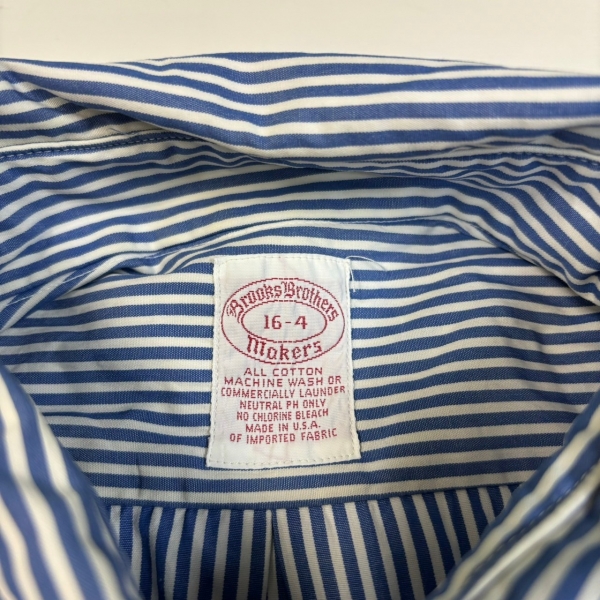 Brooks Brothers
16-4
Makers
ALL COTTON
MACHINE WASH OR
COMMERCIALLY LAUNDER
NEUTRAL PH ONLY
NO CHLORINE BLEACH
MADE IN U.S.A.
OF IMPORTED FABRIC